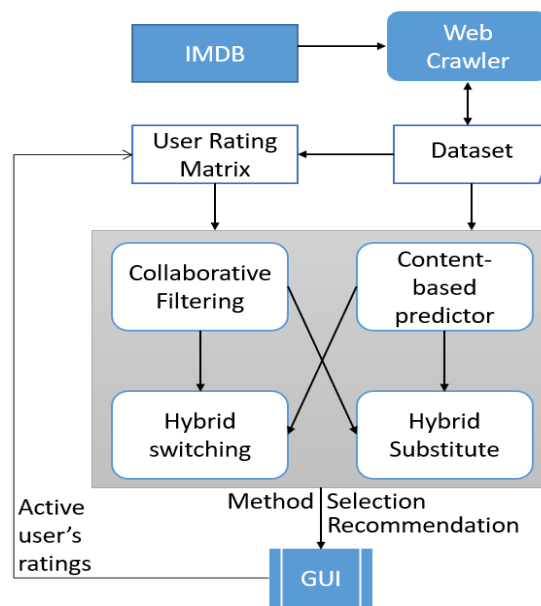 IMDB
Web
Crawler
User Rating
Matrix
Dataset
Collaborative
Filtering
Content-
based
predictor
Hybrid
switching
Hybrid
Substitute
Method Selection
Recommendation
Active
user's
ratings
GUI